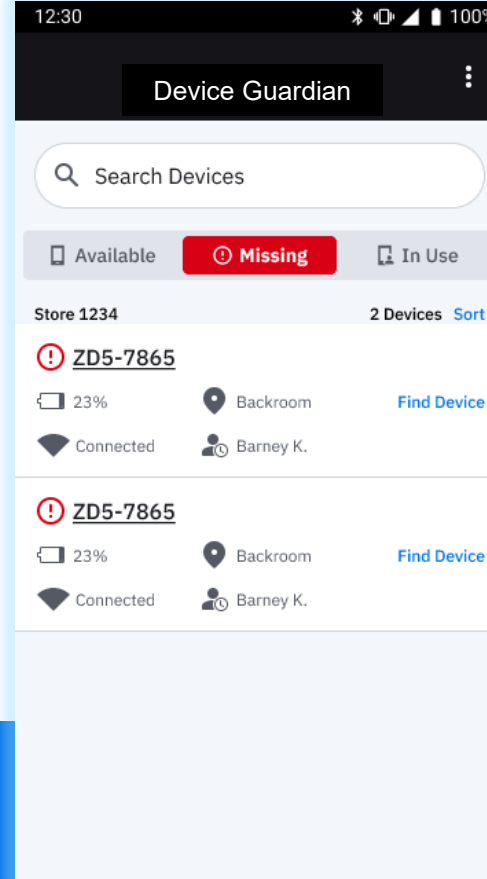 12:30 100%
Device Guardian
Search Devices
Available Missing In Use
Store 1234 2 Devices Sort
ZD5-7865
23% Backroom Find Device
Connected Barney K.
ZD5-7865
23% Backroom Find Device
Connected Barney K.